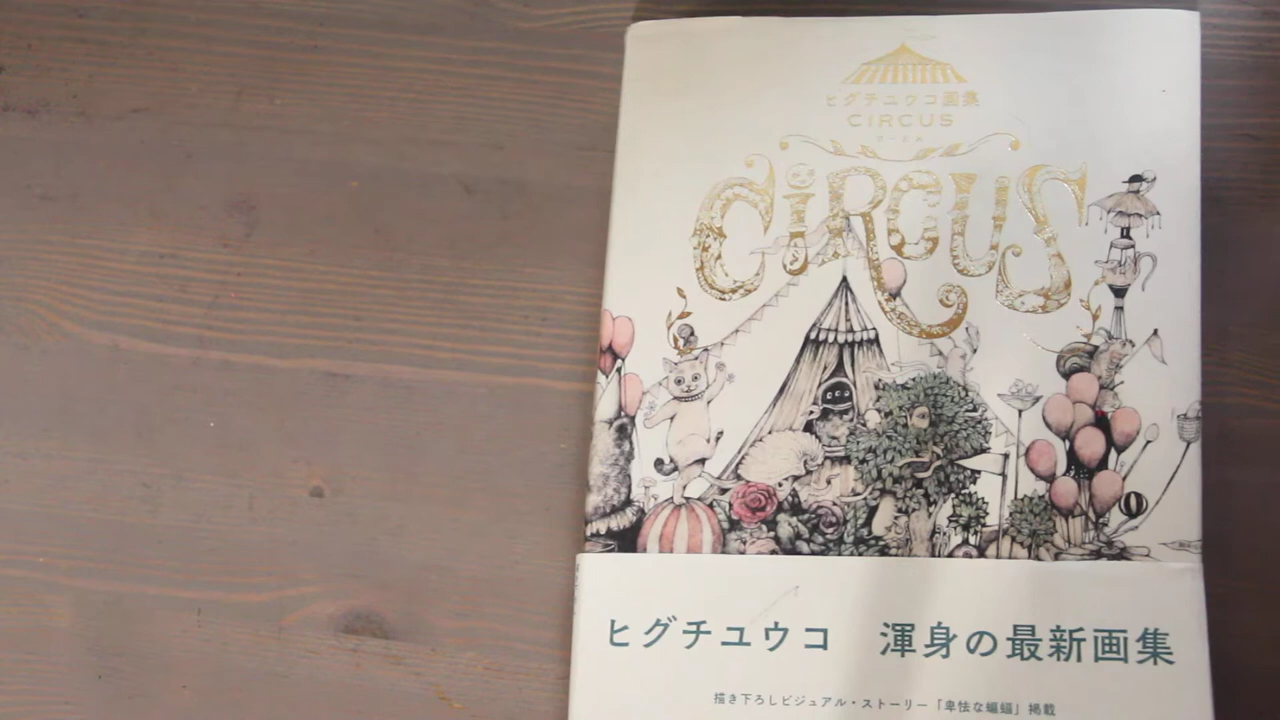 ヒグチユウコ画集
CIRCUS
サーカス
CIRCUS
ヒグチユウコ 渾身の最新画集
描き下ろしビジュアル・ストーリー「卑怯な蝙蝠」掲載